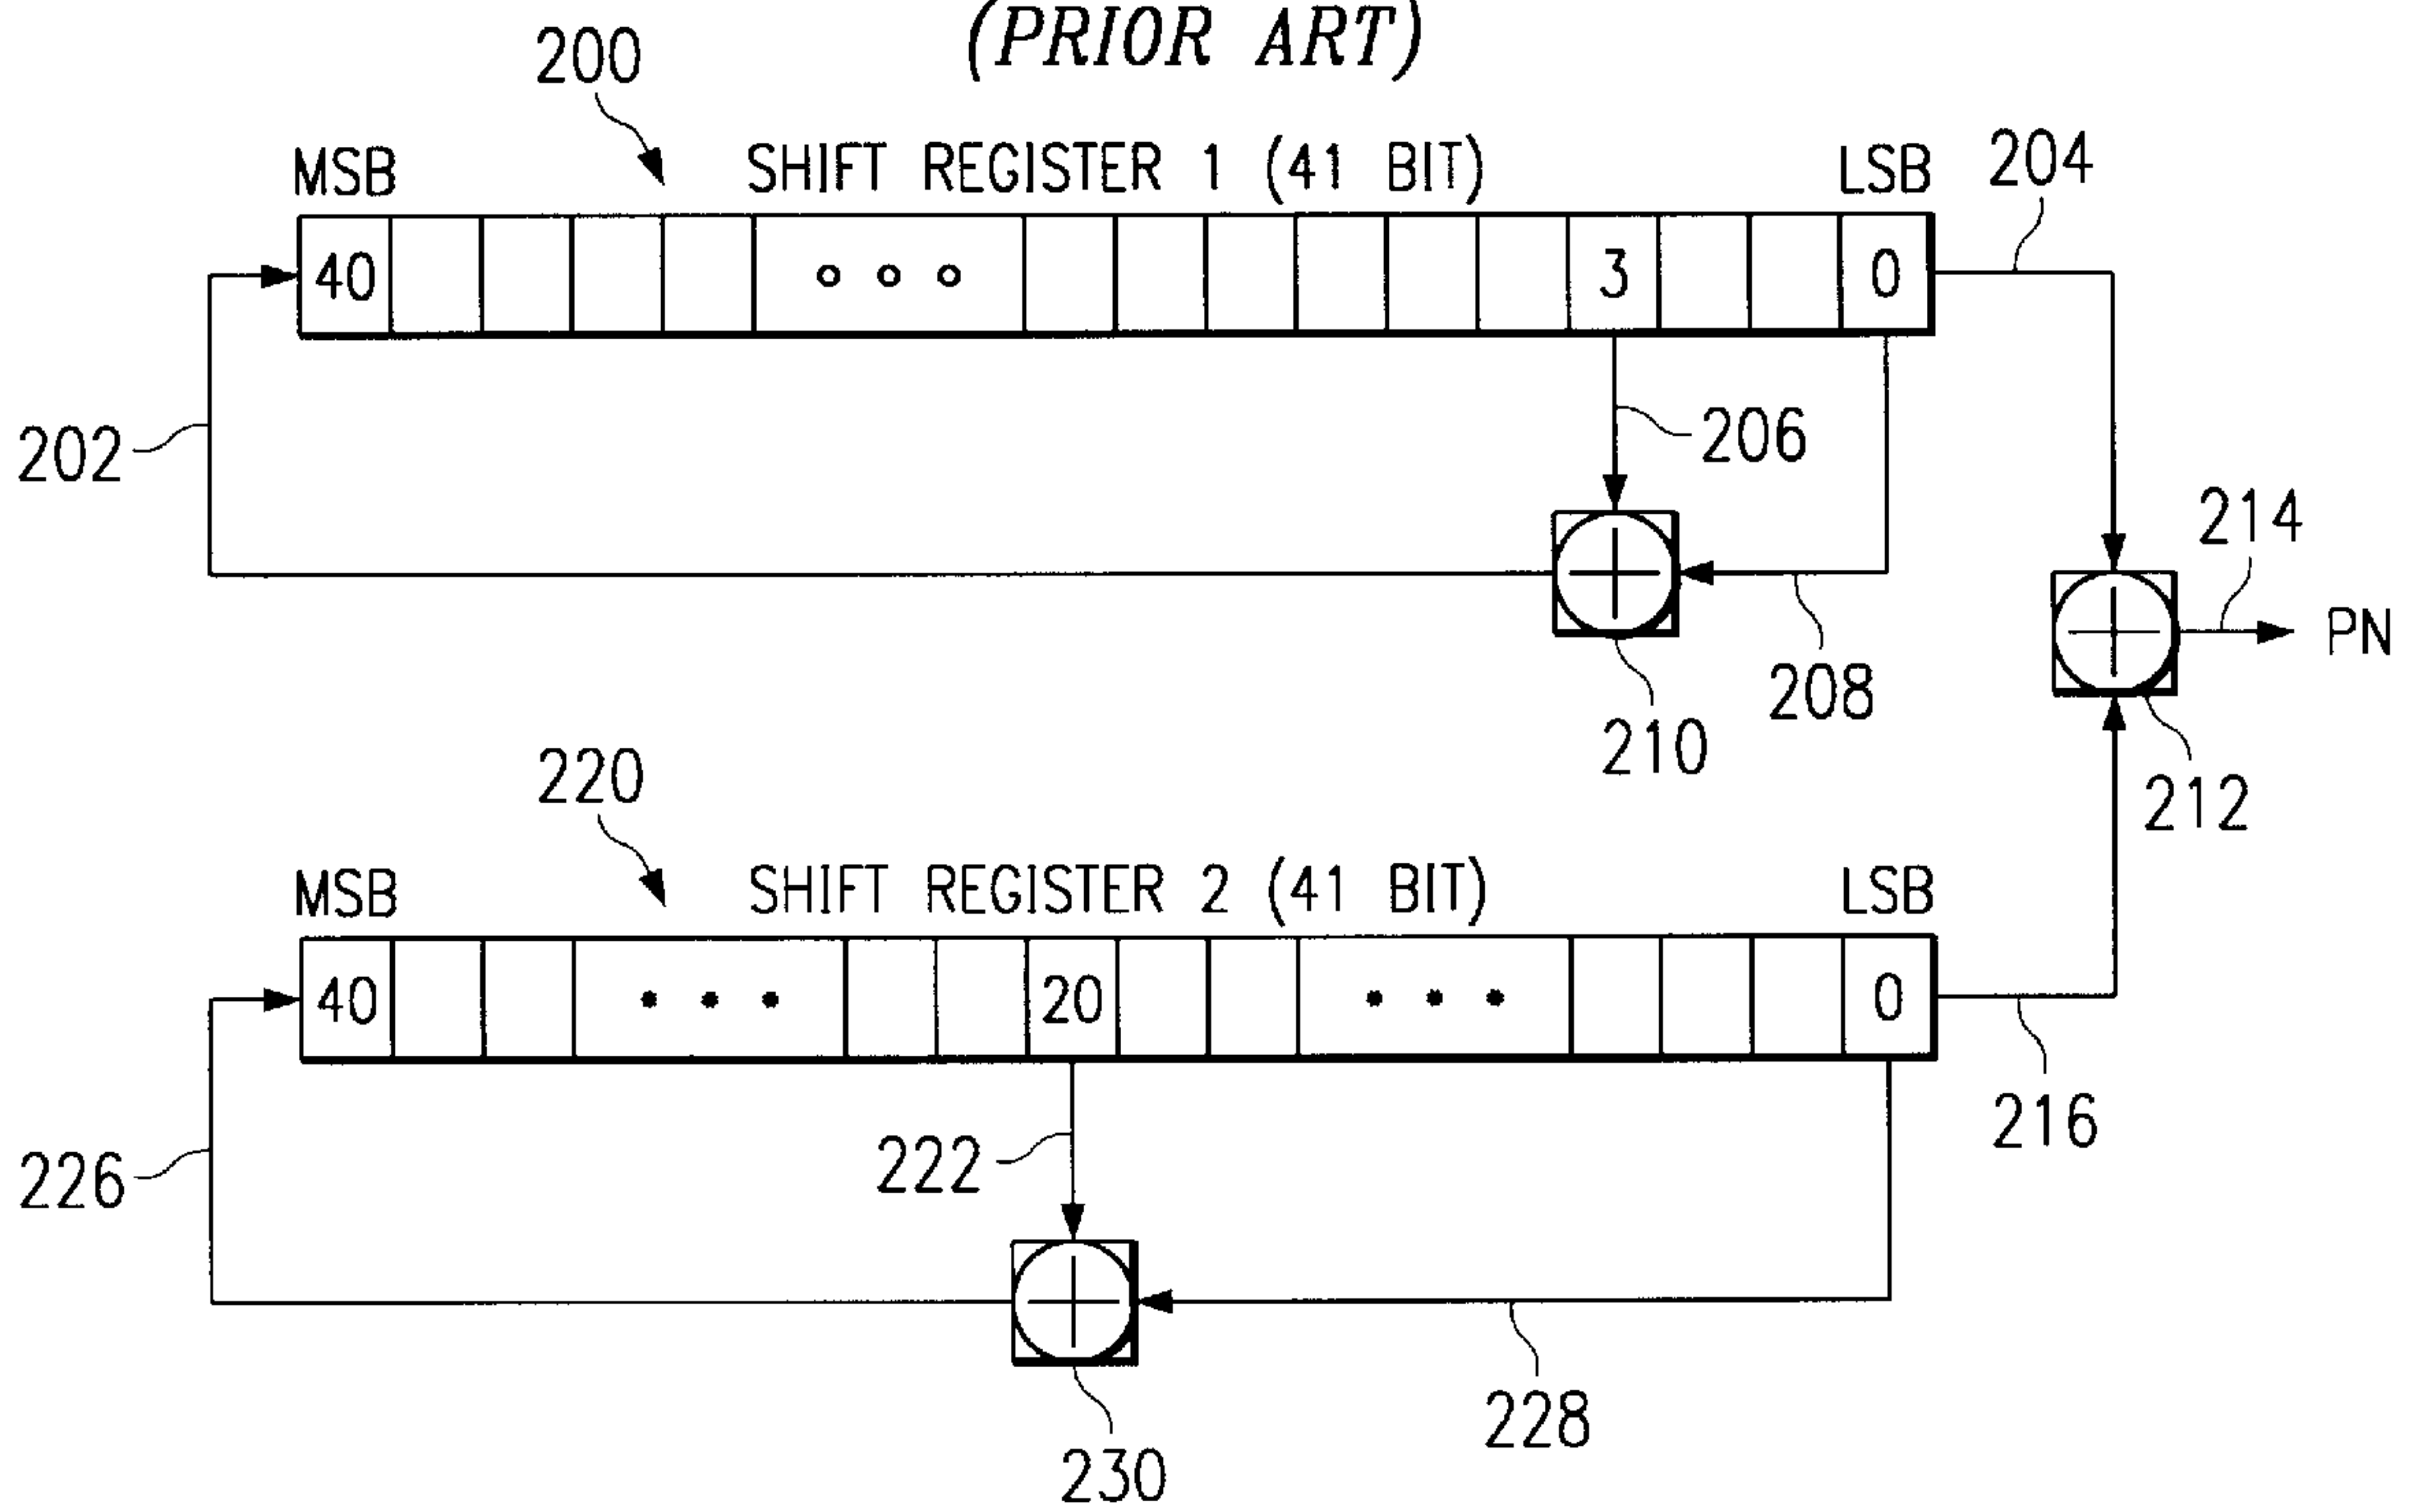 (PRIOR ART)
200
MSB
SHIFT REGISTER 1 (41 BIT)
LSB
204
40
3
0
202
206
214
PN
208
210
212
220
MSB
SHIFT REGISTER 2 (41 BIT)
LSB
40
20
0
216
222
226
228
230